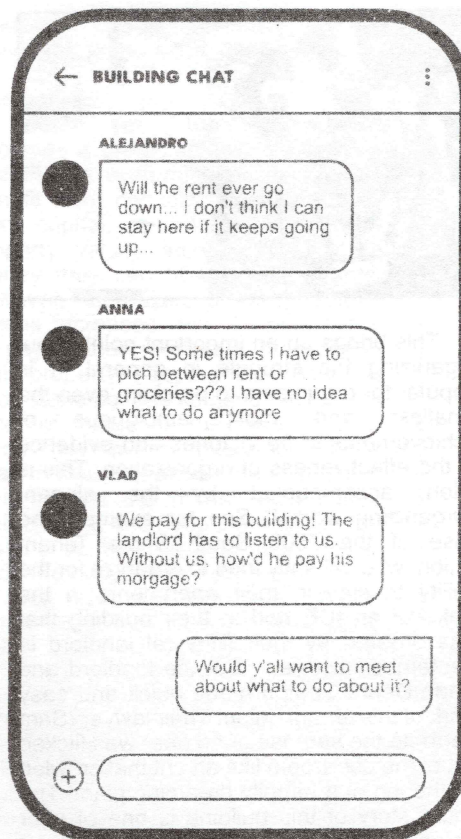 BUILDING CHAT
ALEJANDRO
Will the rent ever go
down... I don't think I can
stay here if it keeps going
up...
ANNA
YES! Some times I have to
pich between rent or
groceries??? I have no idea
what to do anymore
VLAD
We pay for this building! The
landlord has to listen to us.
Without us, how'd he pay his
morgage?
Would y'all want to meet
about what to do about it?